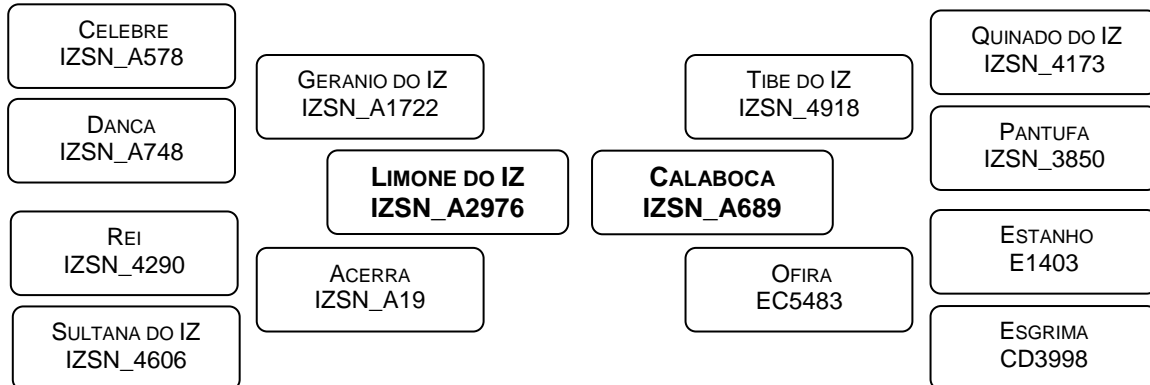 CELEBRE
IZSN_A578
DANCA
IZSN_A748
REI
IZSN_4290
SULTANA DO IZ
IZSN_4606
GERANIO DO IZ
IZSN_A1722
ACERRA
IZSN_A19
LIMONE DO IZ
IZSN_A2976
CALABOCA
IZSN_A689
TIBE DO IZ
IZSN_4918
OFIRA
EC5483
QUINADO DO IZ
IZSN_4173
PANTUFA
IZSN_3850
ESTANHO
E1403
ESGRIMA
CD3998